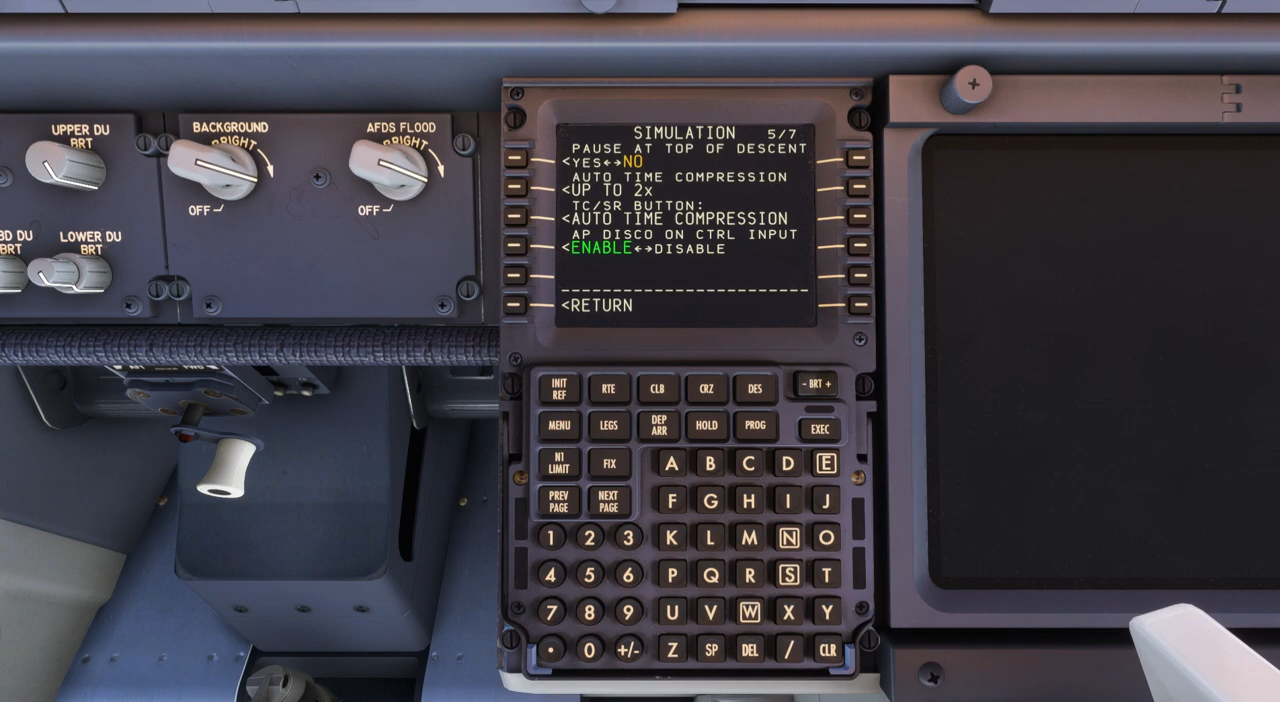 UPPER DU
BRT
BACKGROUND
BRIGHT
OFF
AFDS FLOOD
BRIGHT
OFF
BD DU
BRT
LOWER DU
BRT
SIMULATION 5/7
PAUSE AT TOP OF DESCENT
<YES↔NO
AUTO TIME COMPRESSION
<UP TO 2x
TC/SR BUTTON:
<AUTO TIME COMPRESSION
AP DISCO ON CTRL INPUT
<ENABLE↔DISABLE
--------------------------
<RETURN
INIT REF RTE CLB CRZ DES - BRT +
MENU LEGS DEP ARR HOLD PROG EXEC
N1 LIMIT FIX A B C D E
PREV PAGE NEXT PAGE F G H I J
1 2 3 K L M N O
4 5 6 P Q R S T
7 8 9 U V W X Y
. 0 +/- Z SP DEL / CLR